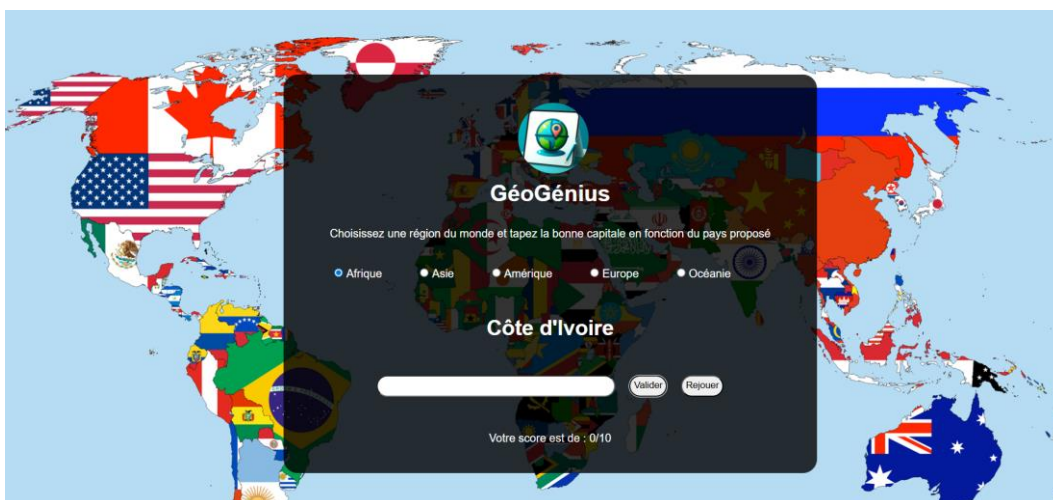 GéoGénius
Choisissez une région du monde et tapez la bonne capitale en fonction du pays proposé
Afrique Asie Amérique Europe Océanie
Côte d'Ivoire
Valider Rejouer
Votre score est de : 0/10